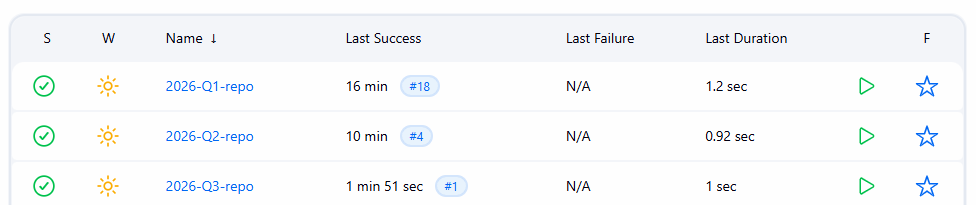 S W Name ↓ Last Success Last Failure Last Duration F
2026-Q1-repo 16 min #18 N/A 1.2 sec
2026-Q2-repo 10 min #4 N/A 0.92 sec
2026-Q3-repo 1 min 51 sec #1 N/A 1 sec